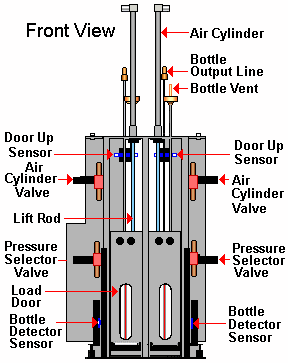 Front View
Air Cylinder
Bottle
Output Line
Bottle Vent
Door Up
Sensor
Air
Cylinder
Valve
Lift Rod
Pressure
Selector
Valve
Load
Door
Bottle
Detector
Sensor
Door Up
Sensor
Air
Cylinder
Valve
Pressure
Selector
Valve
Bottle
Detector
Sensor